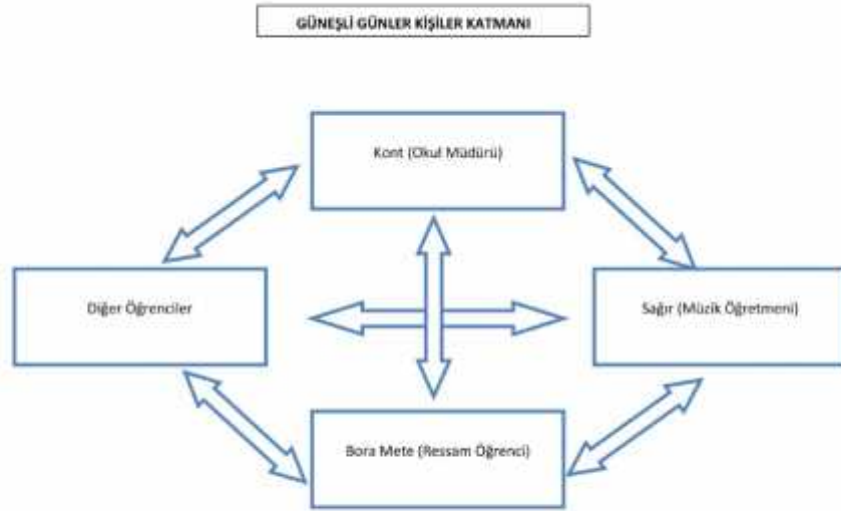 GÜNEŞLİ GÜNLER KİŞİLER KATMANI
Kont (Okul Müdürü)
Diğer Öğrenciler
Sağır (Müzik Öğretmeni)
Bora Mete (Ressam Öğrenci)